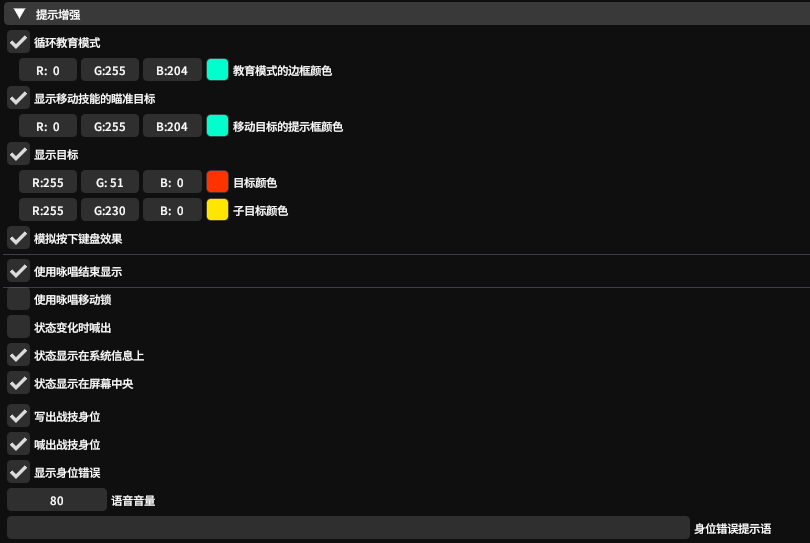 提示增强
循环教育模式
R: 0 G:255 B:204 教育模式的边框颜色
显示移动技能的瞄准目标
R: 0 G:255 B:204 移动目标的提示框颜色
显示目标
R:255 G: 51 B: 0 目标颜色
R:255 G:230 B: 0 子目标颜色
模拟按下键盘效果
使用咏唱结束显示
使用咏唱移动锁
状态变化时喊出
状态显示在系统信息上
状态显示在屏幕中央
写出战技身位
喊出战技身位
显示身位错误
80 语音音量
身位错误提示语